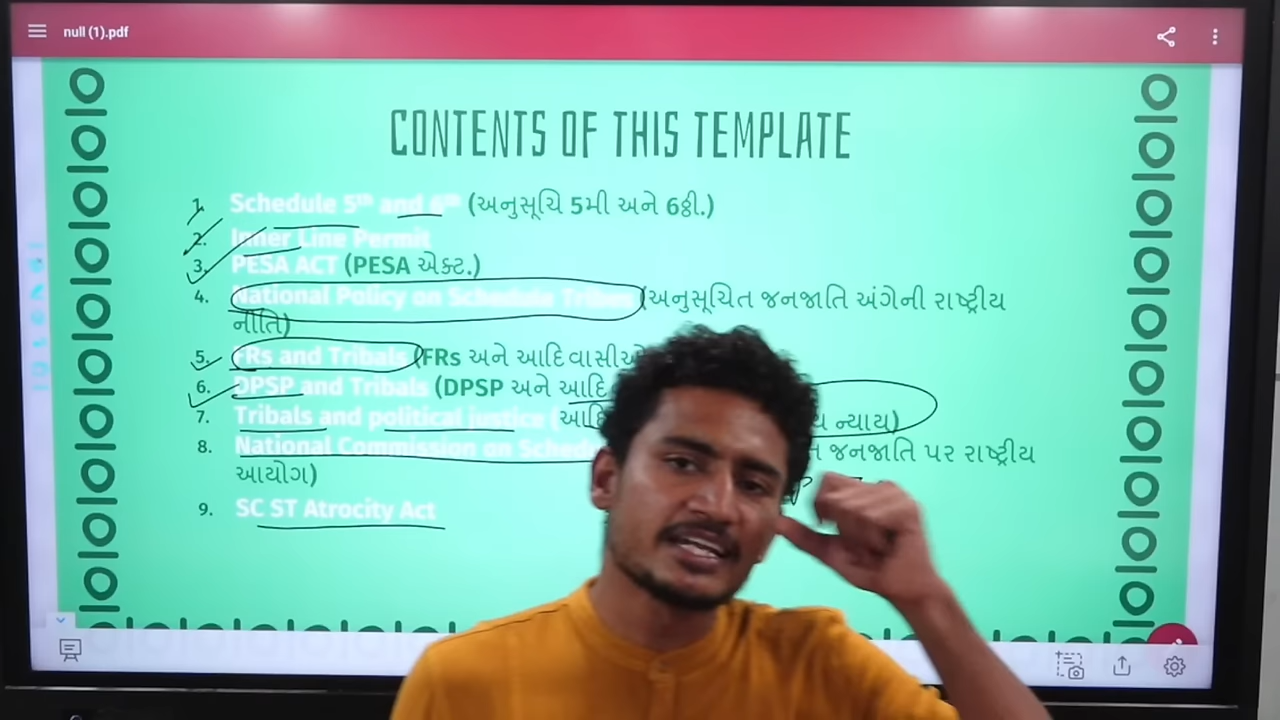 null (1).pdf
CONTENTS OF THIS TEMPLATE
1. Schedule 5th and 6th (અનુસૂચિ 5મી અને 6ઠ્ઠી.)
2. Inner Line Permit
3. PESA ACT (PESA એક્ટ.)
4. National Policy on Schedule Tribes (અનુસૂચિત જનજાતિ અંગેની રાષ્ટ્રીય
નીતિ)
5. FRs and Tribals (FRs અને આદિવાસીઓ
6. DPSP and Tribals (DPSP અને આદિ
7. Tribals and political justice (આદિ ન્યાય)
8. National Commission on Sched જનજાતિ પર રાષ્ટ્રીય
આયોગ)
9. SC ST Atrocity Act